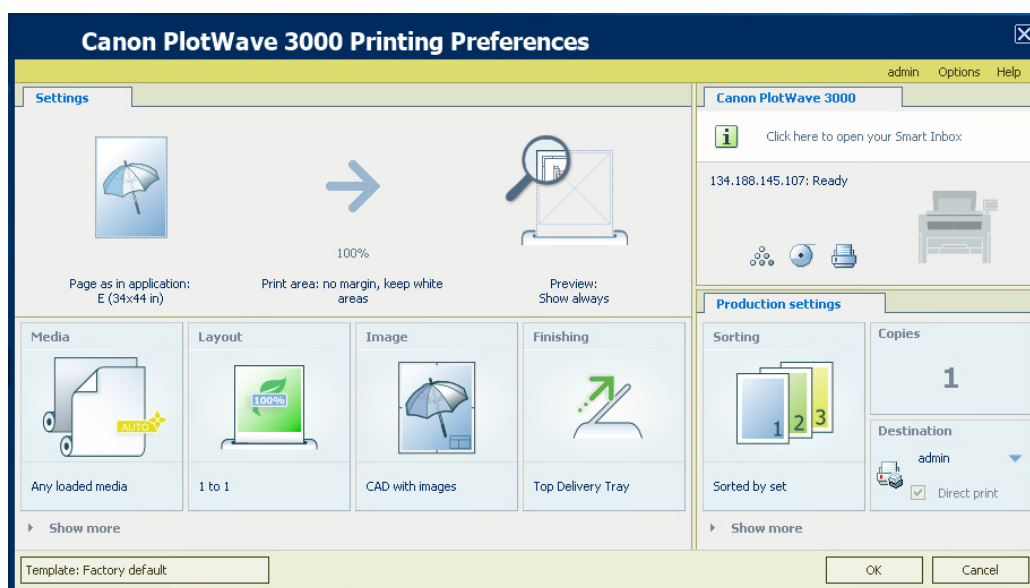 Canon PlotWave 3000 Printing Preferences
admin Options Help
Settings
Page as in application:
E (34x44 in)
100%
Print area: no margin, keep white
areas
Preview:
Show always
Canon PlotWave 3000
i
Click here to open your Smart Inbox
134.188.145.107: Ready
Media
AUTO
Any loaded media
Layout
100%
1 to 1
Image
CAD with images
Finishing
Top Delivery Tray
Show more
Production settings
Sorting
1 2 3
Sorted by set
Copies
1
Destination
admin
Direct print
Show more
Template: Factory default
OK
Cancel